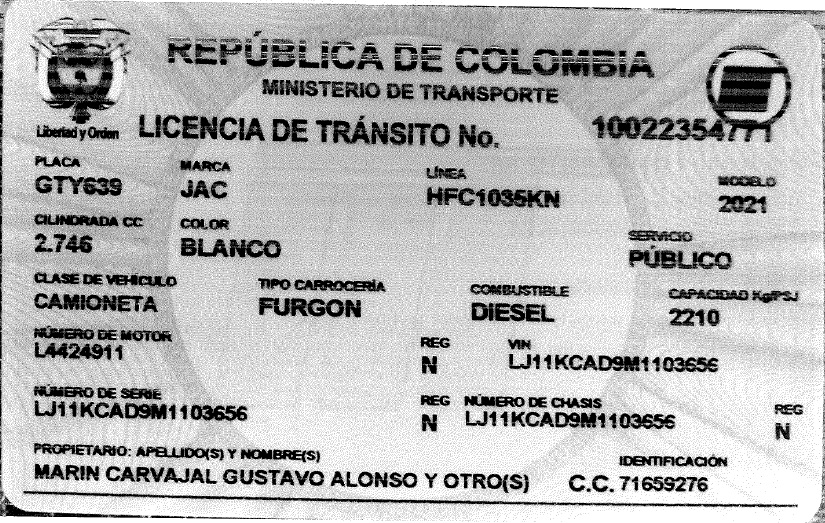 REPÚBLICA DE COLOMBIA
MINISTERIO DE TRANSPORTE
Libertad y Orden
LICENCIA DE TRÁNSITO No. 10022354771
PLACA MARCA LÍNEA MODELO
GTY639 JAC HFC1035KN 2021
CILINDRADA CC COLOR SERVICIO
2.746 BLANCO PÚBLICO
CLASE DE VEHÍCULO TIPO CARROCERÍA COMBUSTIBLE CAPACIDAD Kg/PSJ
CAMIONETA FURGON DIESEL 2210
NÚMERO DE MOTOR REG VIN
L4424911 N LJ11KCAD9M1103656
NÚMERO DE SERIE REG NÚMERO DE CHASIS REG
LJ11KCAD9M1103656 N LJ11KCAD9M1103656 N
PROPIETARIO: APELLIDO(S) Y NOMBRE(S) IDENTIFICACIÓN
MARIN CARVAJAL GUSTAVO ALONSO Y OTRO(S) C.C. 71659276